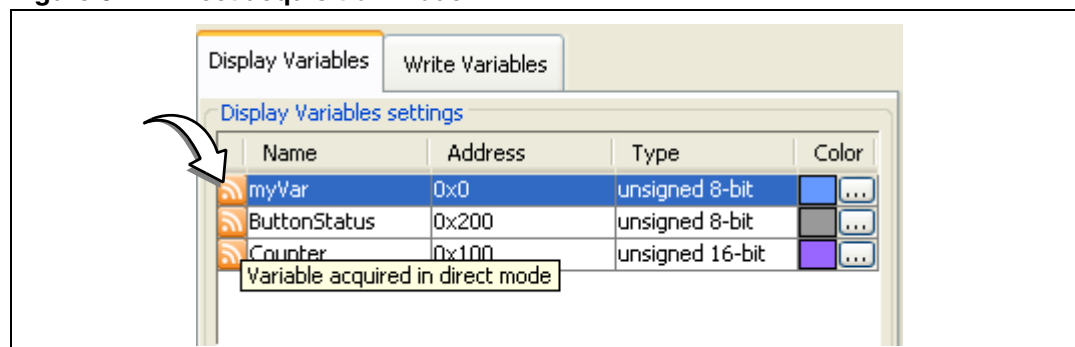 Display Variables Write Variables
Display Variables settings
Name Address Type Color
myVar 0x0 unsigned 8-bit ...
ButtonStatus 0x200 unsigned 8-bit ...
Counter 0x100 unsigned 16-bit ...
Variable acquired in direct mode